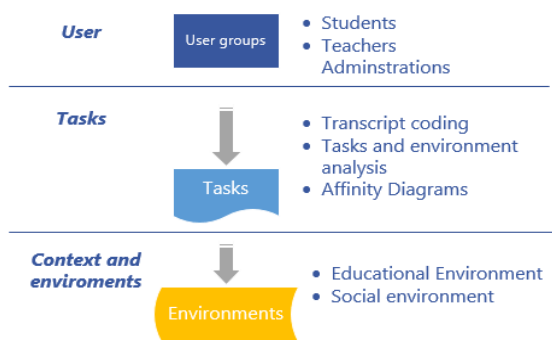 User
User groups
• Students
• Teachers
Adminstrations
Tasks
• Transcript coding
• Tasks and environment
analysis
• Affinity Diagrams
Tasks
Context and
enviroments
• Educational Environment
• Social environment
Environments